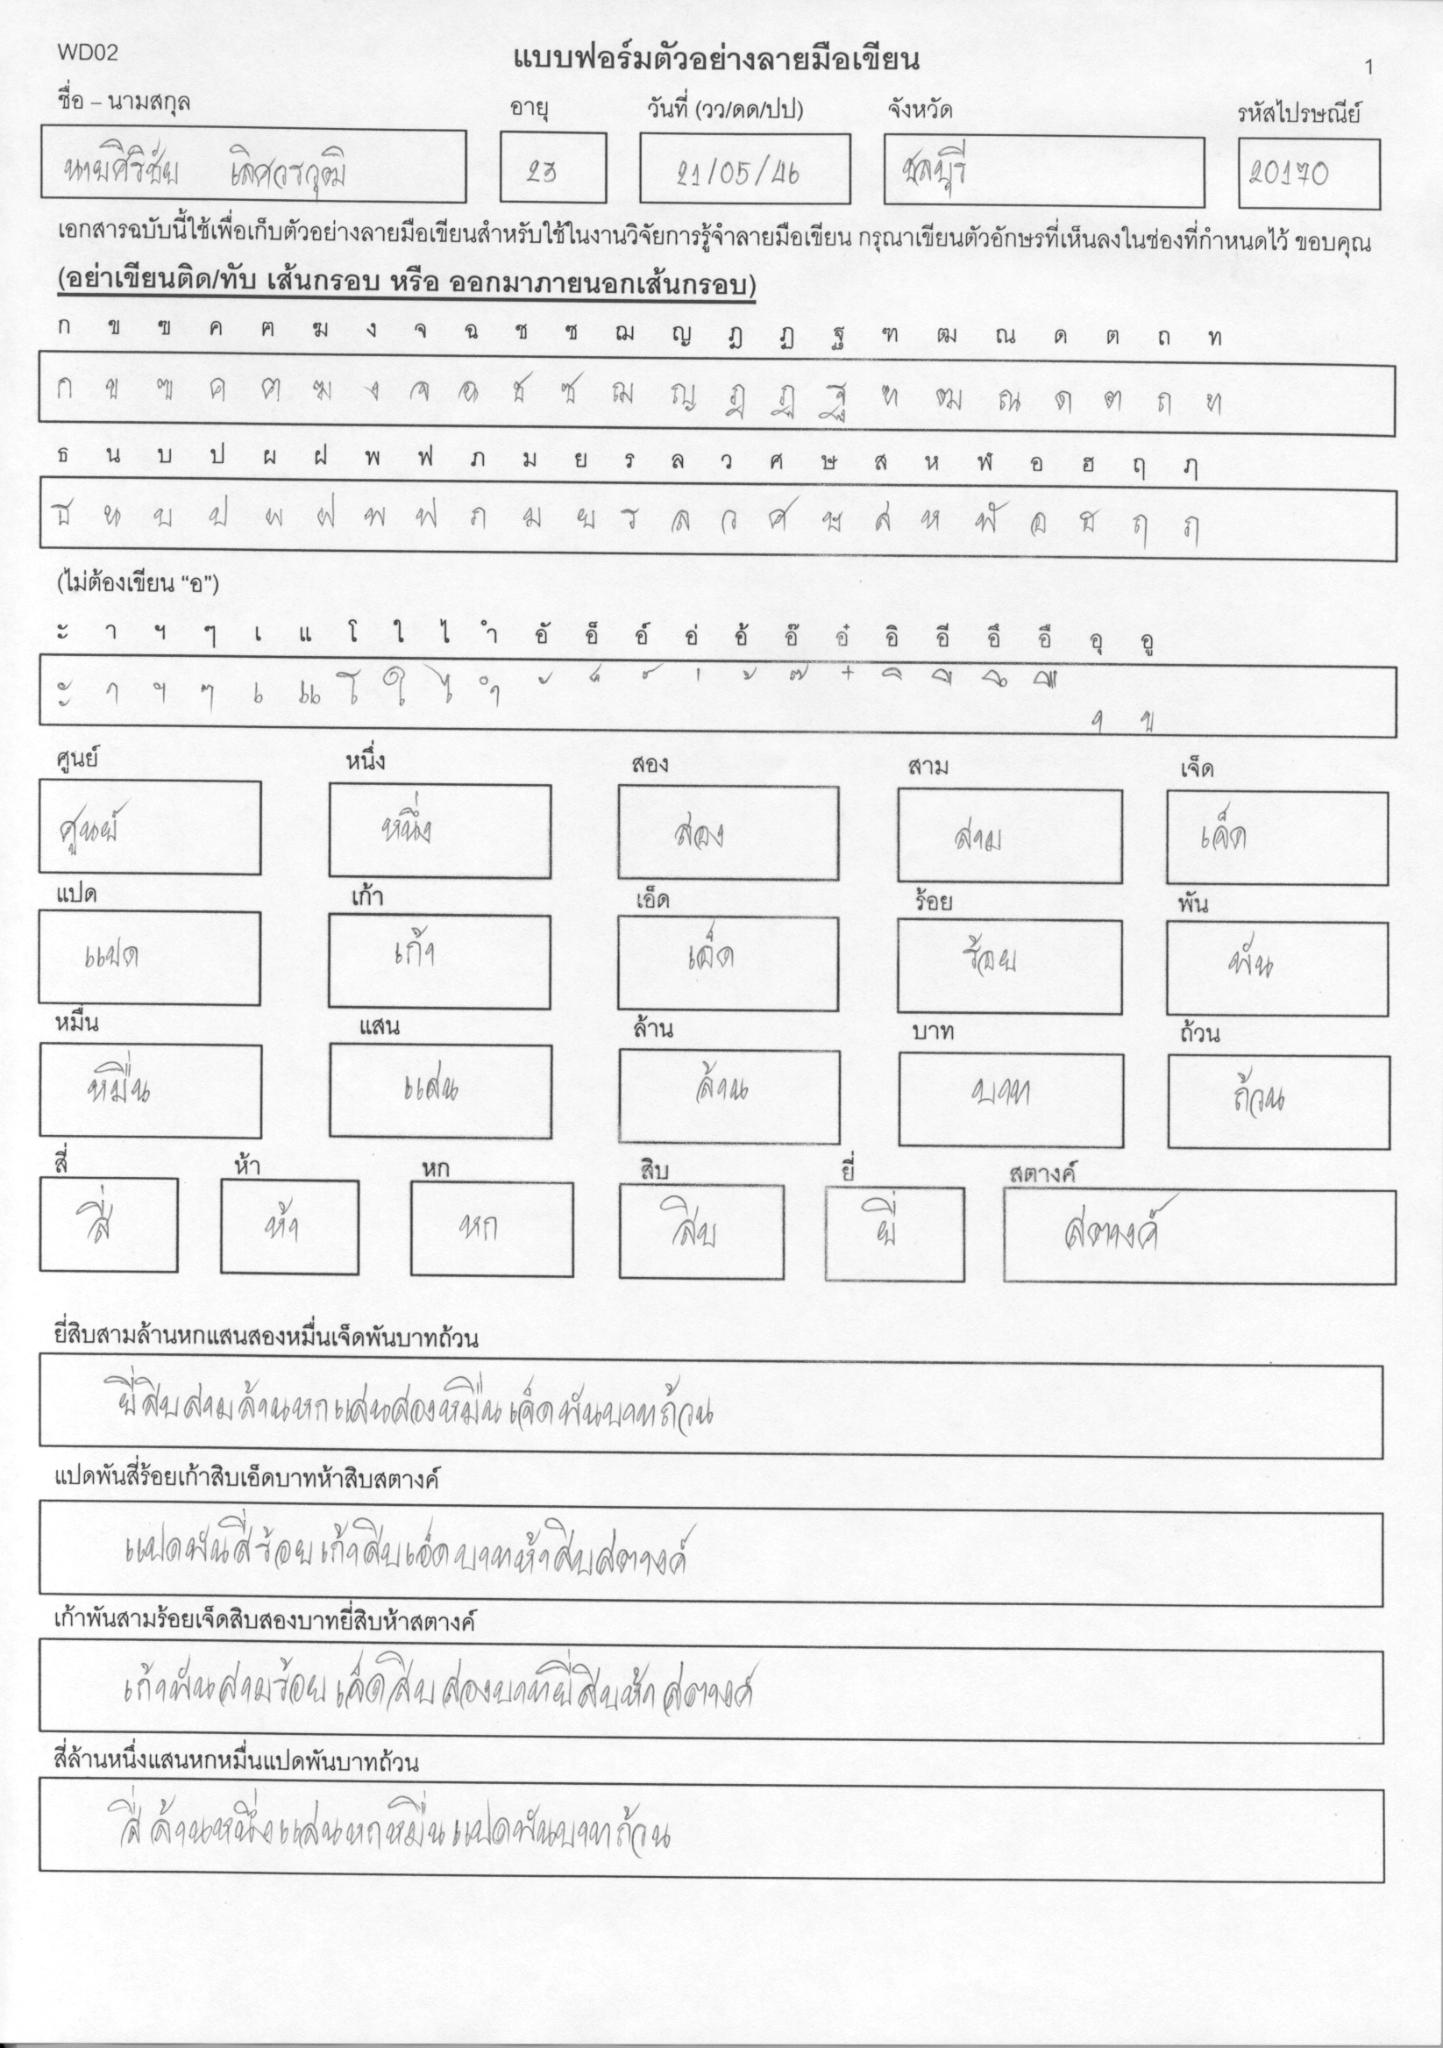 WD02
แบบฟอร์มตัวอย่างลายมือเขียน
1
ชื่อ – นามสกุล อายุ วันที่ (วว/ดด/ปป) จังหวัด รหัสไปรษณีย์
นายศิริชัย เลิศวรวุฒิ 23 21/05/46 ชลบุรี 20170
เอกสารฉบับนี้ใช้เพื่อเก็บตัวอย่างลายมือเขียนสำหรับใช้ในงานวิจัยการรู้จำลายมือเขียน กรุณาเขียนตัวอักษรที่เห็นลงในช่องที่กำหนดไว้ ขอบคุณ
(อย่าเขียนติด/ทับ เส้นกรอบ หรือ ออกมาภายนอกเส้นกรอบ)
ก ข ฃ ค ฅ ฆ ง จ ฉ ช ซ ฌ ญ ฎ ฏ ฐ ฑ ฒ ณ ด ต ถ ท
ก ข ฃ ค ฅ ฆ ง จ ฉ ช ซ ฌ ญ ฎ ฏ ฐ ฑ ฒ ณ ด ต ถ ท
ธ น บ ป ผ ฝ พ ฟ ภ ม ย ร ล ว ศ ษ ส ห ฬ อ ฮ ฤ ฦ
ธ น บ ป ผ ฝ พ ฟ ภ ม ย ร ล ว ศ ษ ส ห ฬ อ ฮ ฤ ฦ
(ไม่ต้องเขียน “อ”)
ะ า ฯ ๆ เ แ โ ใ ไ ำ อั อ็ อ์ อ่ อ้ อ๊ อ๋ อิ อี อึ อื อุ อู
ะ า ฯ ๆ เ แ โ ใ ไ ำ ั ็ ์ ่ ้ ๊ ๋ ิ ี ึ ื ุ ู
ศูนย์ หนึ่ง สอง สาม เจ็ด
ศูนย์ หนึ่ง สอง สาม เจ็ด
แปด เก้า เอ็ด ร้อย พัน
แปด เก้า เอ็ด ร้อย พัน
หมื่น แสน ล้าน บาท ถ้วน
หมื่น แสน ล้าน บาท ถ้วน
สี่ ห้า หก สิบ ยี่ สตางค์
สี่ ห้า หก สิบ ยี่ สตางค์
ยี่สิบสามล้านหกแสนสองหมื่นเจ็ดพันบาทถ้วน
ยี่สิบสามล้านหกแสนสองหมื่นเจ็ดพันบาทถ้วน
แปดพันสี่ร้อยเก้าสิบเอ็ดบาทห้าสิบสตางค์
แปดพันสี่ร้อยเก้าสิบเอ็ดบาทห้าสิบสตางค์
เก้าพันสามร้อยเจ็ดสิบสองบาทยี่สิบห้าสตางค์
เก้าพันสามร้อยเจ็ดสิบสองบาทยี่สิบห้าสตางค์
สี่ล้านหนึ่งแสนหกหมื่นแปดพันบาทถ้วน
สี่ล้านหนึ่งแสนหกหมื่นแปดพันบาทถ้วน